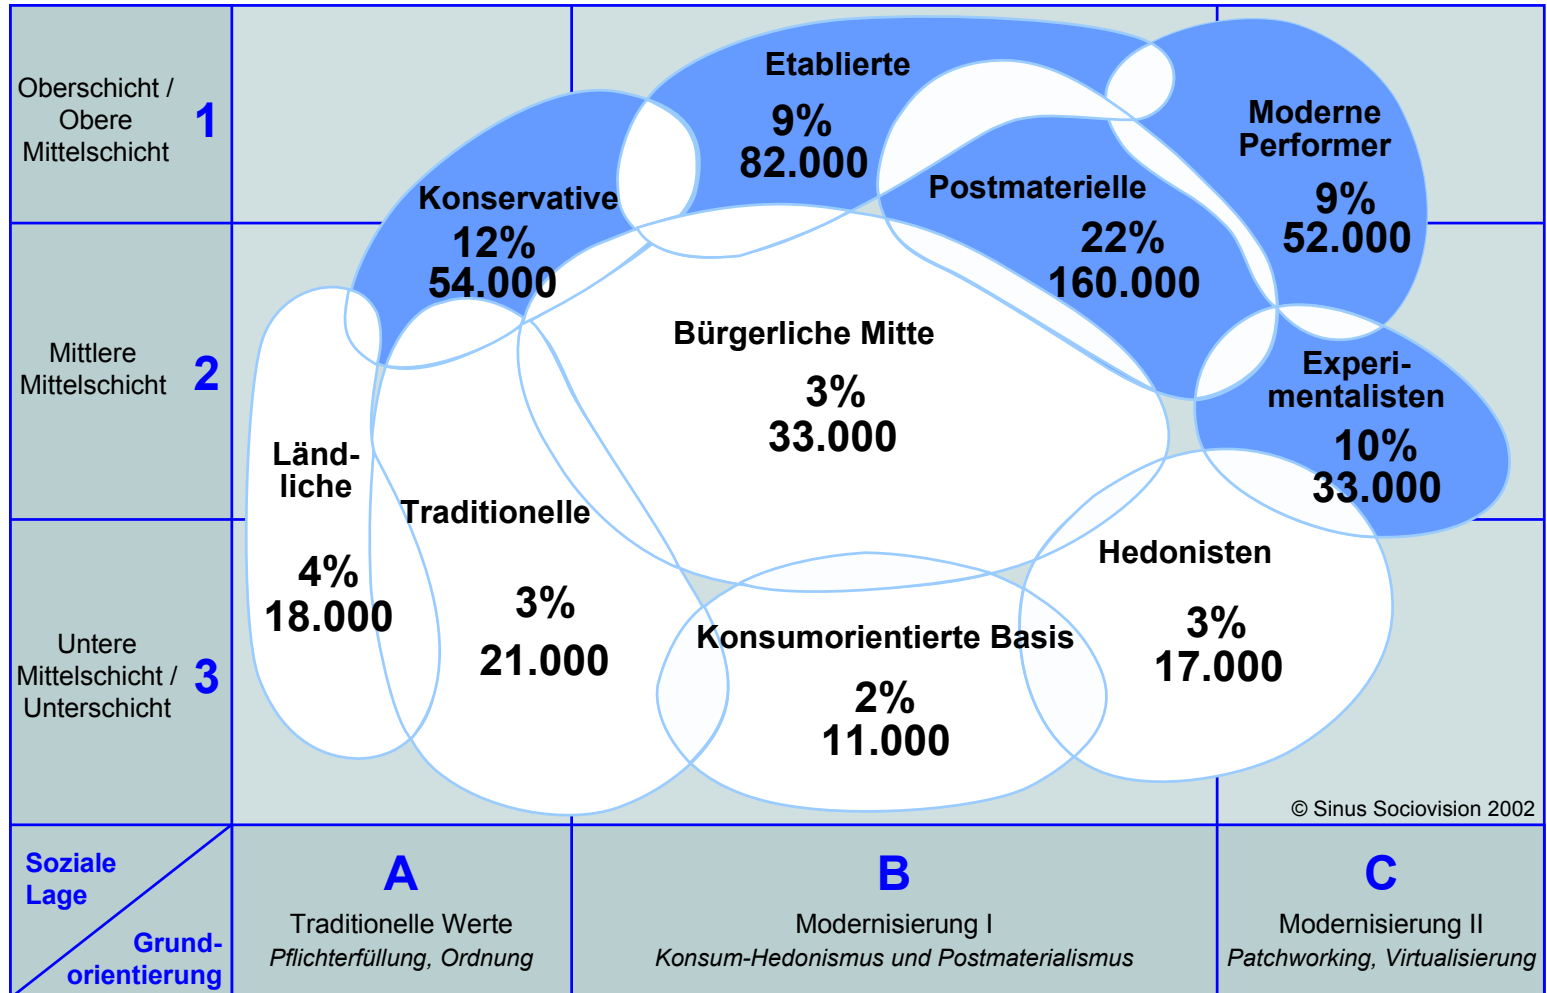 Oberschicht /
Obere
Mittelschicht
1
Etablierte
9%
82.000
Moderne
Performer
9%
52.000
Konservative
12%
54.000
Postmaterielle
22%
160.000
Mittlere
Mittelschicht
2
Bürgerliche Mitte
3%
33.000
Experi-
mentalisten
10%
33.000
Länd-
liche
4%
18.000
Traditionelle
3%
21.000
Hedonisten
3%
17.000
Untere
Mittelschicht /
Unterschicht
3
Konsumorientierte Basis
2%
11.000
© Sinus Sociovision 2002
Soziale
Lage
Grund-
orientierung
A
Traditionelle Werte
Pflichterfüllung, Ordnung
B
Modernisierung I
Konsum-Hedonismus und Postmaterialismus
C
Modernisierung II
Patchworking, Virtualisierung